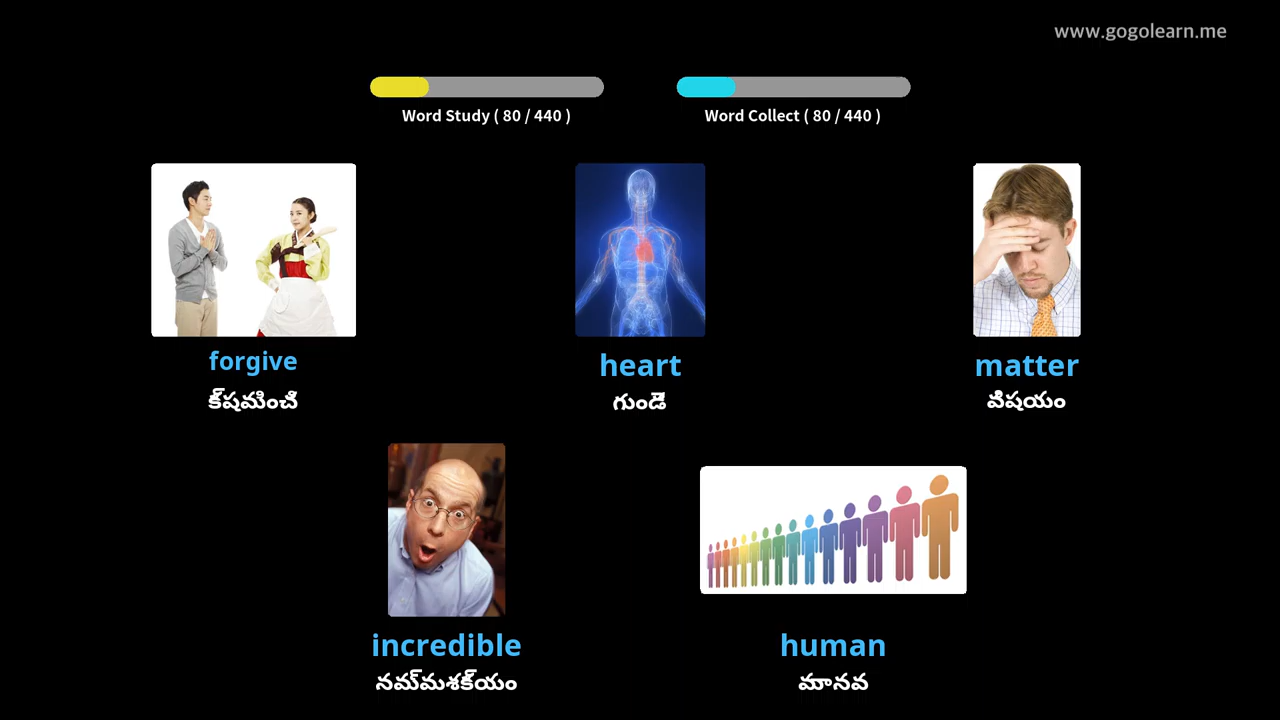 www.gogolearn.me
Word Study ( 80 / 440 )
Word Collect ( 80 / 440 )
forgive
క్షమించి
heart
గుండె
matter
విషయం
incredible
నమ్మశక్యం
human
మానవ